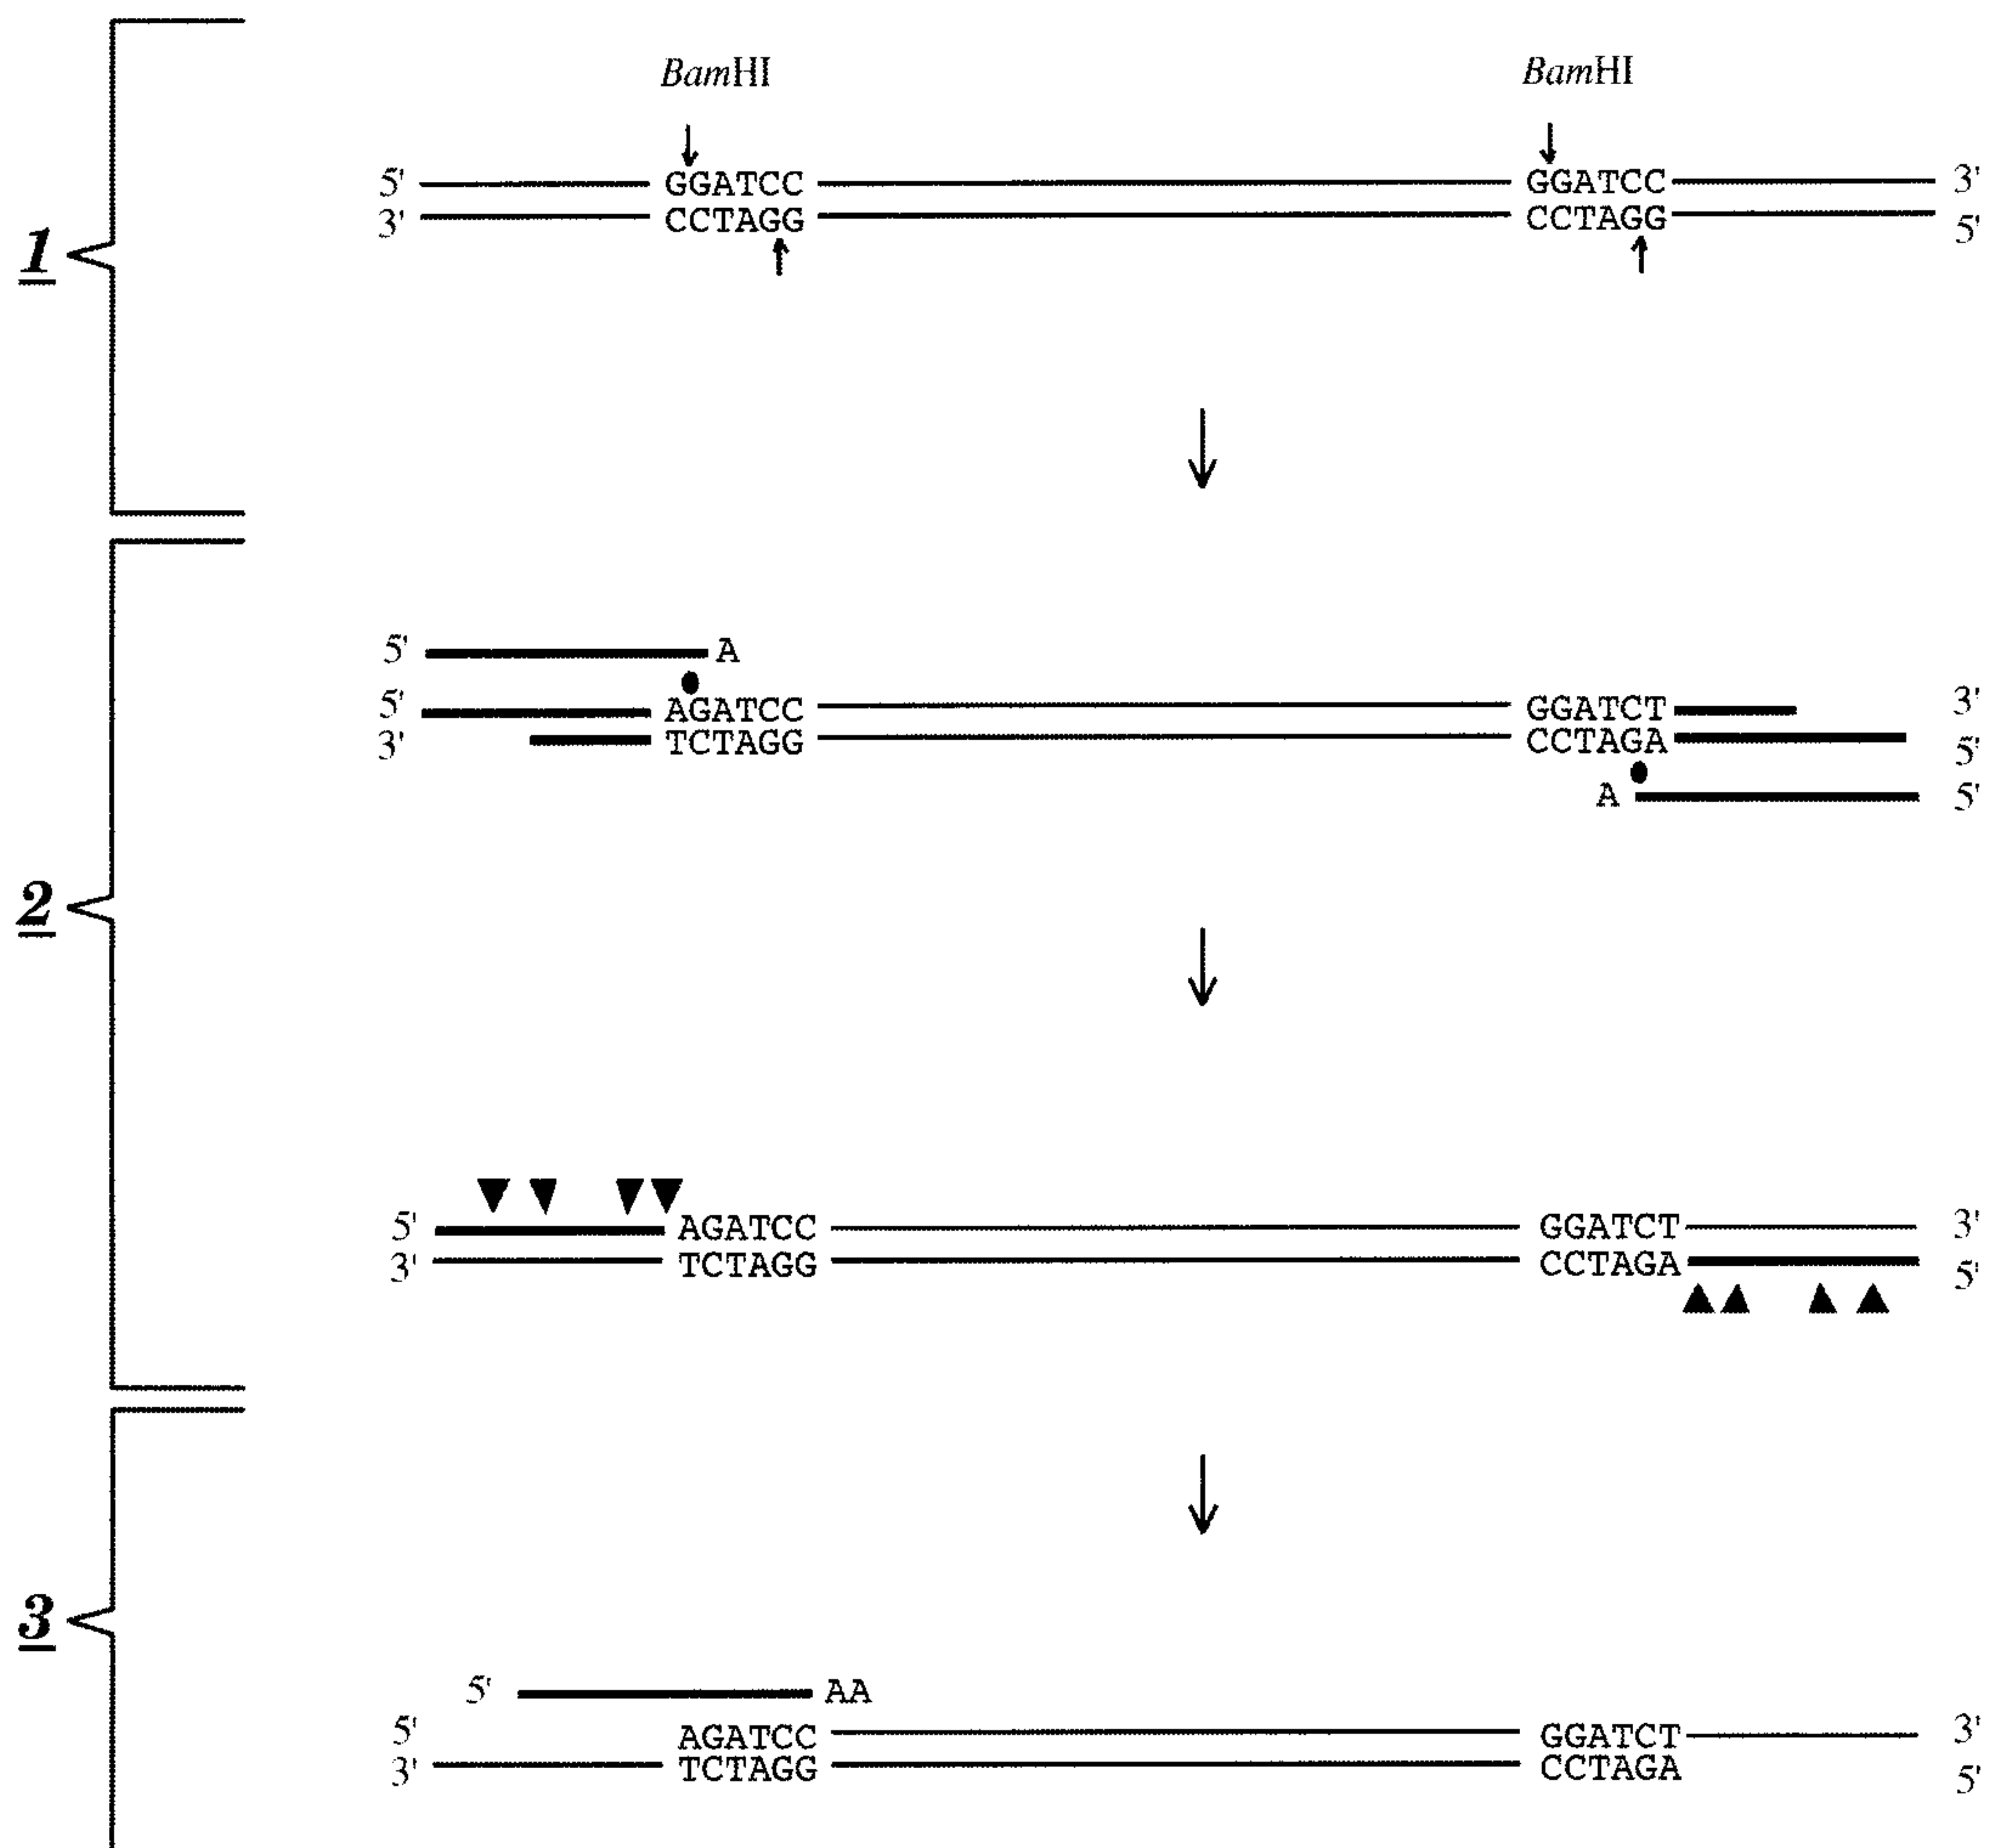 BamHI BamHI
5' GGATCC GGATCC 3'
3' CCTAGG CCTAGG 5'
1
5' A
5' AGATCC GGATCT 3'
3' TCTAGG CCTAGA 5'
A 5'
2
5' AGATCC GGATCT 3'
3' TCTAGG CCTAGA 5'
3
5' AA
5' AGATCC GGATCT 3'
3' TCTAGG CCTAGA 5'